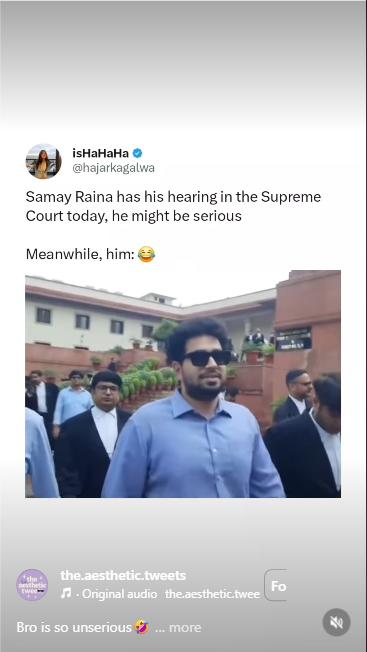 isHaHaHa
@hajarkagalwa
Samay Raina has his hearing in the Supreme
Court today, he might be serious
Meanwhile, him: 😂
the.aesthetic.tweets
Original audio the.aesthetic.twee
Fo
Bro is so unserious🤣 ... more